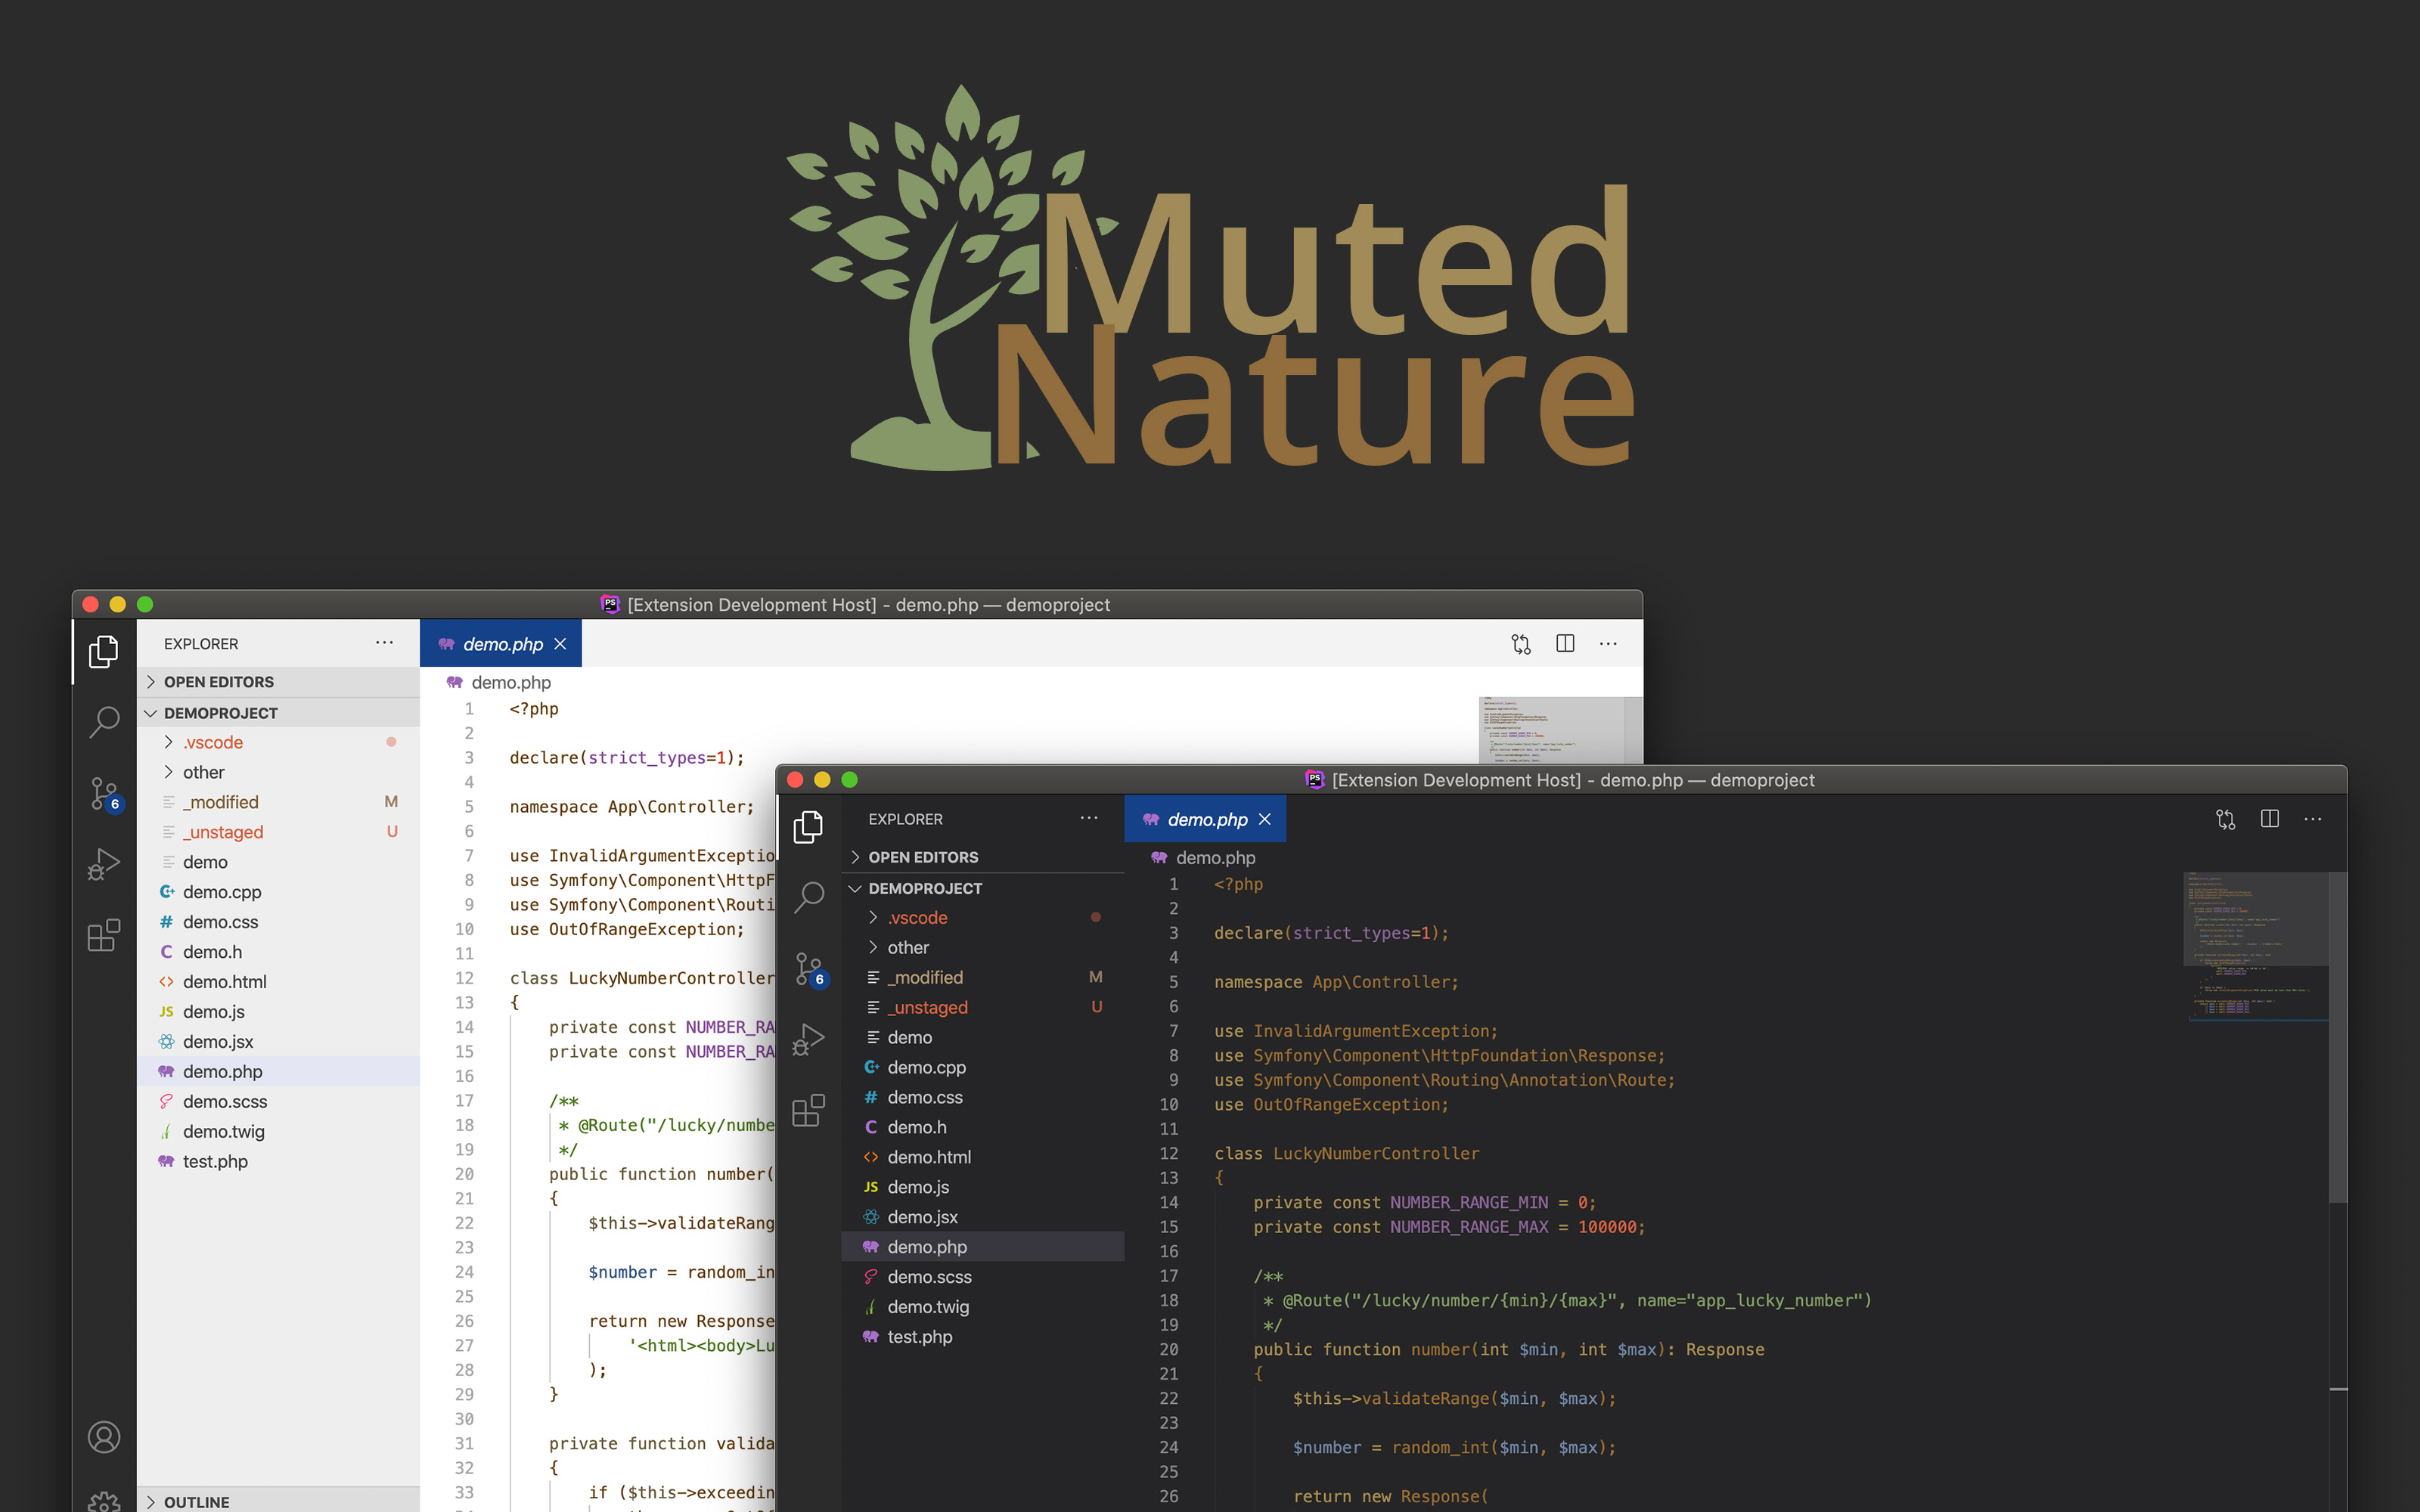 Muted
Nature
[Extension Development Host] - demo.php — demoproject
EXPLORER
demo.php
OPEN EDITORS
demo.php
DEMOPROJECT
.vscode
other
_modified M
_unstaged U
demo
demo.cpp
demo.css
demo.h
demo.html
demo.js
demo.jsx
demo.php
demo.scss
demo.twig
test.php
OUTLINE
6
1 <?php
2
3 declare(strict_types=1);
4
5 namespace App\Controller;
6
7 use InvalidArgumentExceptio
8 use Symfony\Component\HttpF
9 use Symfony\Component\Routi
10 use OutOfRangeException;
11
12 class LuckyNumberController
13 {
14 private const NUMBER_RA
15 private const NUMBER_RA
16
17 /**
18 * @Route("/lucky/numbe
19 */
20 public function number(
21 {
22 $this->validateRang
23
24 $number = random_in
25
26 return new Response
27 '<html><body>Lu
28 );
29 }
30
31 private function valida
32 {
33 if ($this->exceedin
[Extension Development Host] - demo.php — demoproject
EXPLORER
demo.php
OPEN EDITORS
demo.php
DEMOPROJECT
.vscode
other
_modified M
_unstaged U
demo
demo.cpp
demo.css
demo.h
demo.html
demo.js
demo.jsx
demo.php
demo.scss
demo.twig
test.php
6
1 <?php
2
3 declare(strict_types=1);
4
5 namespace App\Controller;
6
7 use InvalidArgumentException;
8 use Symfony\Component\HttpFoundation\Response;
9 use Symfony\Component\Routing\Annotation\Route;
10 use OutOfRangeException;
11
12 class LuckyNumberController
13 {
14 private const NUMBER_RANGE_MIN = 0;
15 private const NUMBER_RANGE_MAX = 100000;
16
17 /**
18 * @Route("/lucky/number/{min}/{max}", name="app_lucky_number")
19 */
20 public function number(int $min, int $max): Response
21 {
22 $this->validateRange($min, $max);
23
24 $number = random_int($min, $max);
25
26 return new Response(